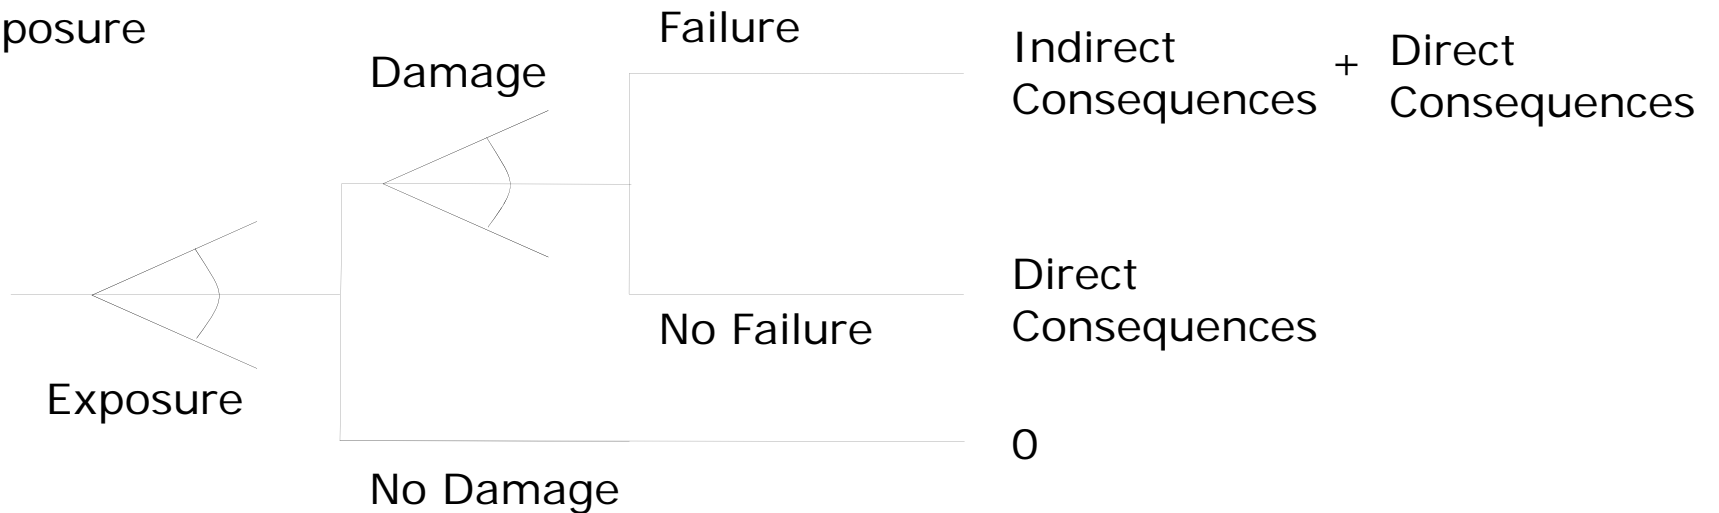 posure
Failure
Damage
Indirect
Consequences
+
Direct
Consequences
Direct
Consequences
No Failure
Exposure
0
No Damage